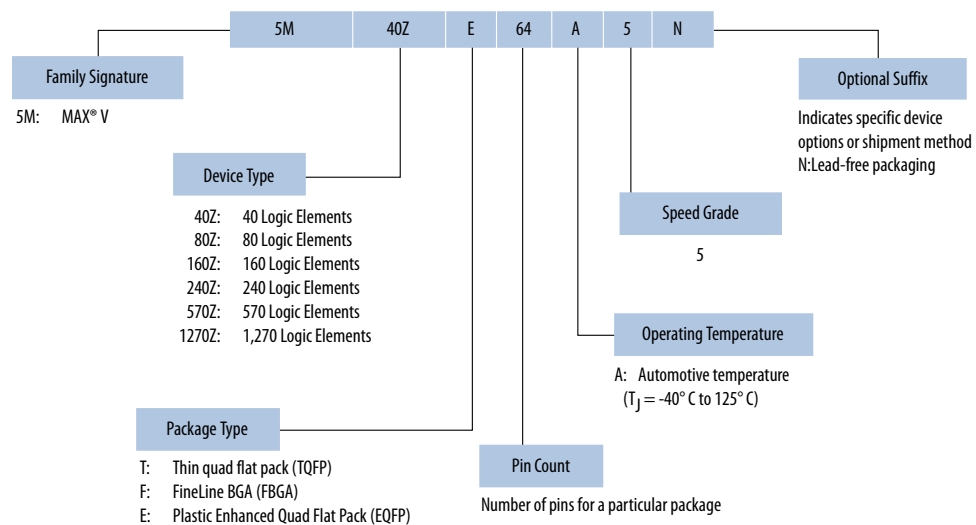 5M 40Z E 64 A 5 N
Family Signature
5M: MAX® V
Optional Suffix
Indicates specific device
options or shipment method
N:Lead-free packaging
Device Type
40Z: 40 Logic Elements
80Z: 80 Logic Elements
160Z: 160 Logic Elements
240Z: 240 Logic Elements
570Z: 570 Logic Elements
1270Z: 1,270 Logic Elements
Speed Grade
5
Operating Temperature
A: Automotive temperature
(TJ = -40° C to 125° C)
Package Type
T: Thin quad flat pack (TQFP)
F: FineLine BGA (FBGA)
E: Plastic Enhanced Quad Flat Pack (EQFP)
Pin Count
Number of pins for a particular package